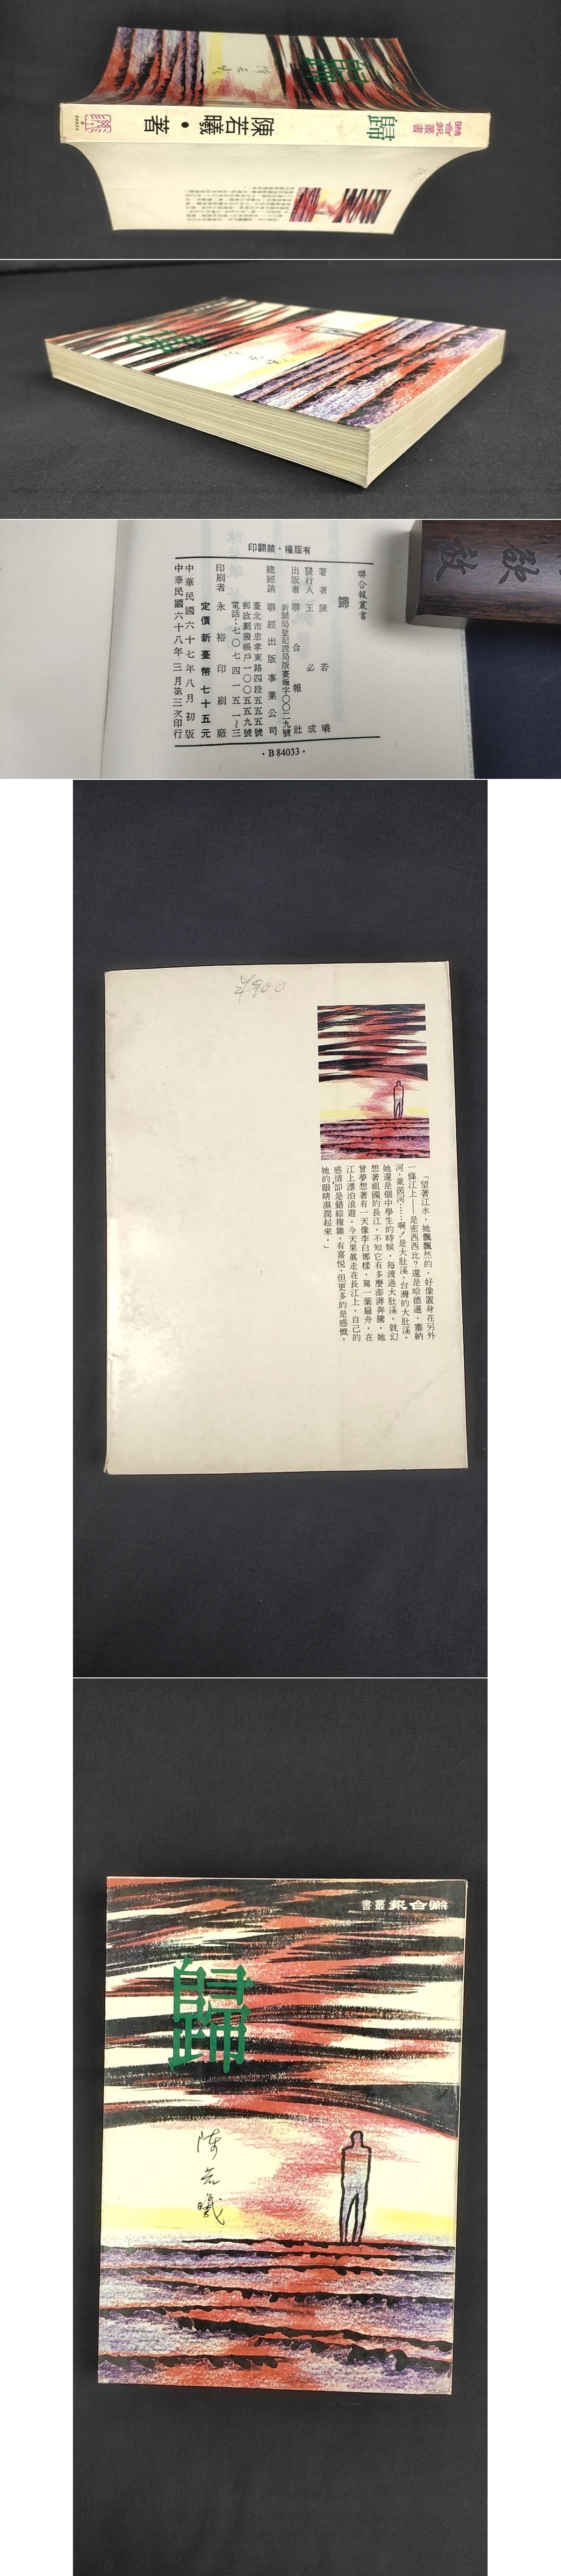 聯合報叢書
歸
陳若曦・著
歸
有版權・禁翻印
聯合報叢書
歸
著者 陳若曦
發行人 王必成
出版者 聯合報社
新聞局登記證局版臺報字〇〇二九號
總經銷 聯經出版事業公司
臺北市忠孝東路四段五五五號
郵政劃撥帳戶一〇〇五五九號
電話:七〇七四一五一~三
印刷者 永裕印刷廠
定價新臺幣七十五元
中華民國六十七年八月初版
中華民國六十八年三月第三次印行
・B 84033・
「望著江水,她飄飄然的,好像置身在另外
一條江上——是密西西比?還是哈德遜,塞納
河,萊茵河……啊!是大肚溪,台灣的大肚溪。
她還是個中學生的時候,每渡過大肚溪,就幻
想著祖國的長江,不知它有多麼澎湃奔騰。她
曾夢想著有一天像李白那樣,駕一葉扁舟,在
江上漂泊浪遊。今天果眞走在長江上,自己的
感情卻是錯綜複雜,有喜悅,但更多的是感慨。
她的眼睛濕潤起來。」
聯合報叢書
歸
陳若曦